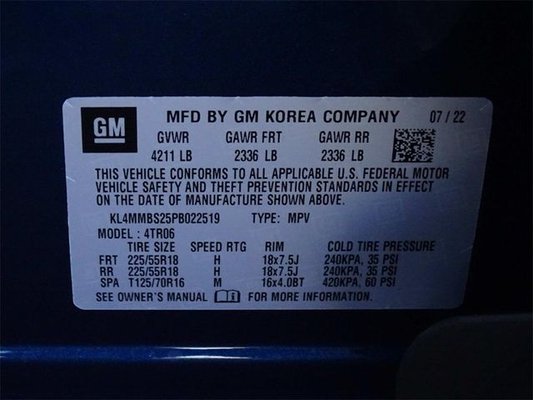 GM MFD BY GM KOREA COMPANY 07 / 22
GVWR GAWR FRT GAWR RR
4211 LB 2336 LB 2336 LB
THIS VEHICLE CONFORMS TO ALL APPLICABLE U.S. FEDERAL MOTOR
VEHICLE SAFETY AND THEFT PREVENTION STANDARDS IN EFFECT
ON THE DATE OF MANUFACTURE SHOWN ABOVE.
KL4MMBS25PB022519 TYPE: MPV
MODEL : 4TR06
TIRE SIZE SPEED RTG RIM COLD TIRE PRESSURE
FRT 225/55R18 H 18x7.5J 240KPA, 35 PSI
RR 225/55R18 H 18x7.5J 240KPA, 35 PSI
SPA T125/70R16 M 16x4.0BT 420KPA, 60 PSI
SEE OWNER'S MANUAL FOR MORE INFORMATION.